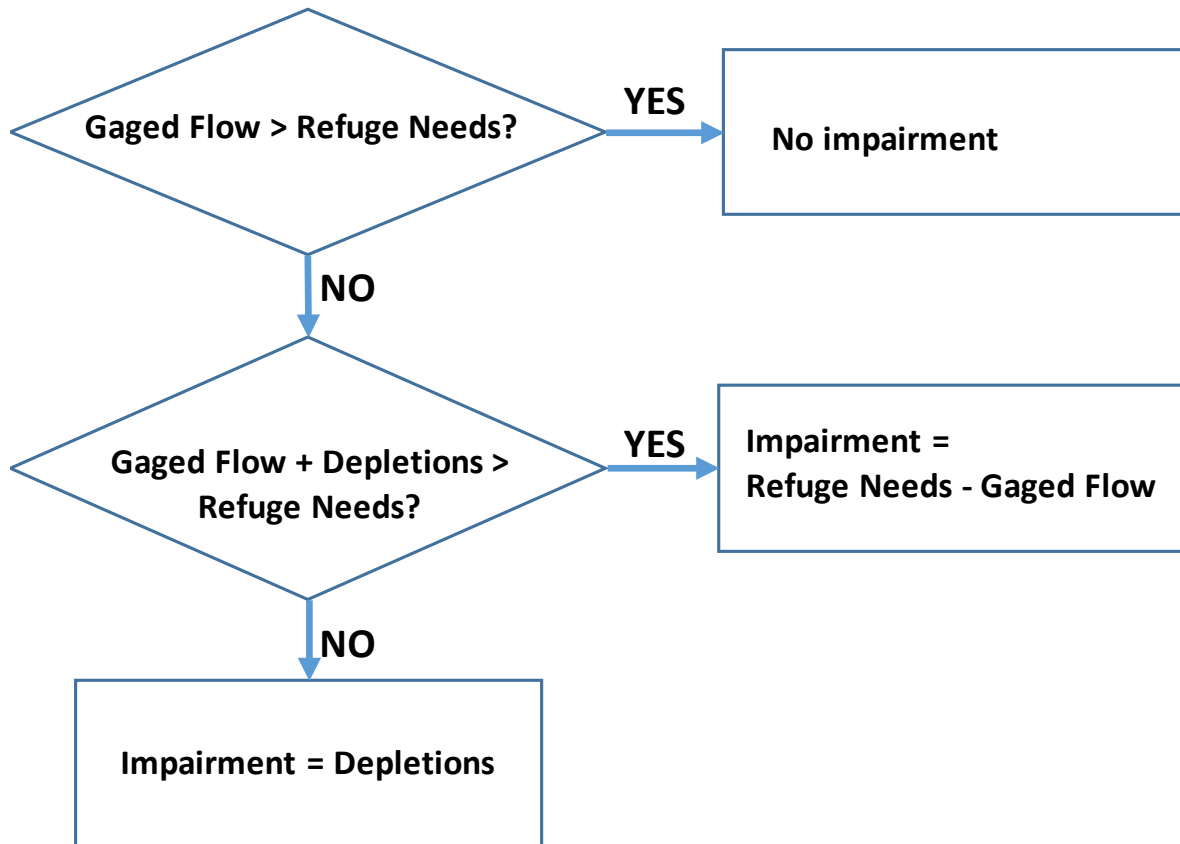 Gaged Flow > Refuge Needs?
YES
No impairment
NO
Gaged Flow + Depletions >
Refuge Needs?
YES
Impairment =
Refuge Needs - Gaged Flow
NO
Impairment = Depletions